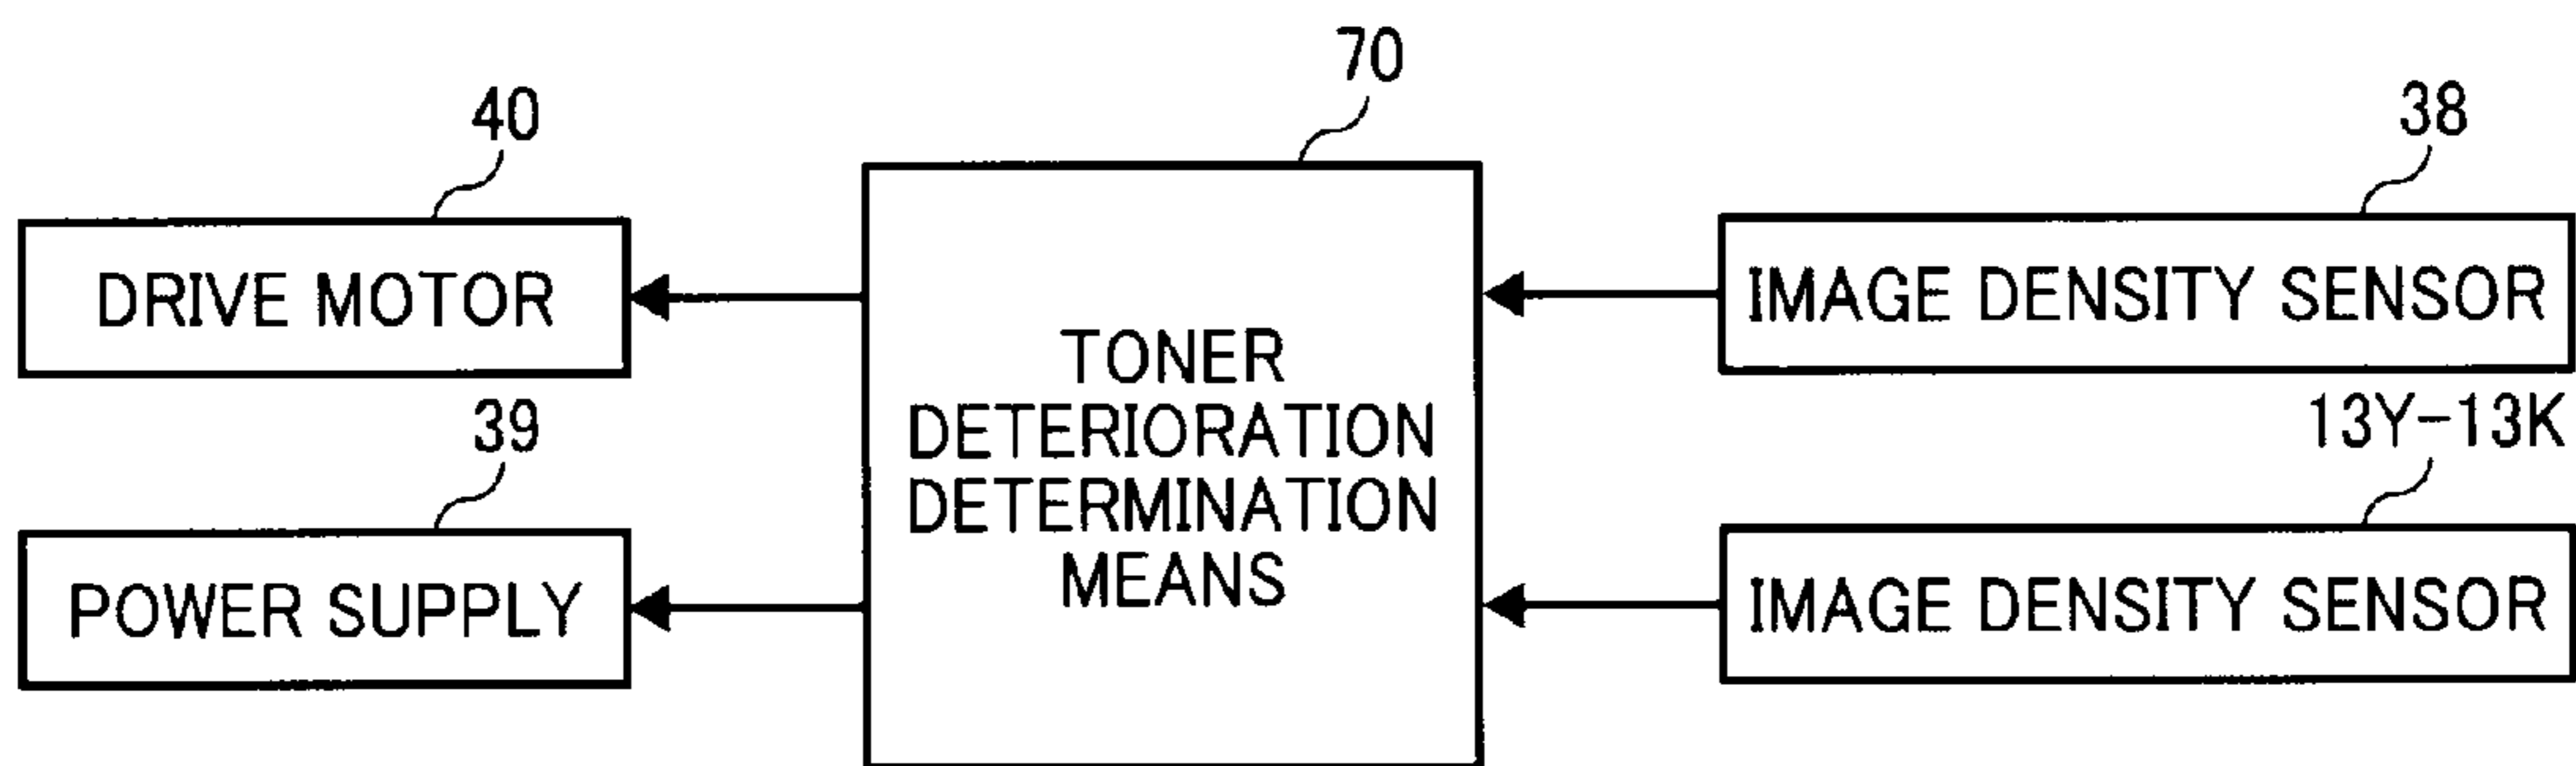 70
40
38
DRIVE MOTOR
IMAGE DENSITY SENSOR
TONER
DETERIORATION
DETERMINATION
MEANS
39
13Y-13K
POWER SUPPLY
IMAGE DENSITY SENSOR